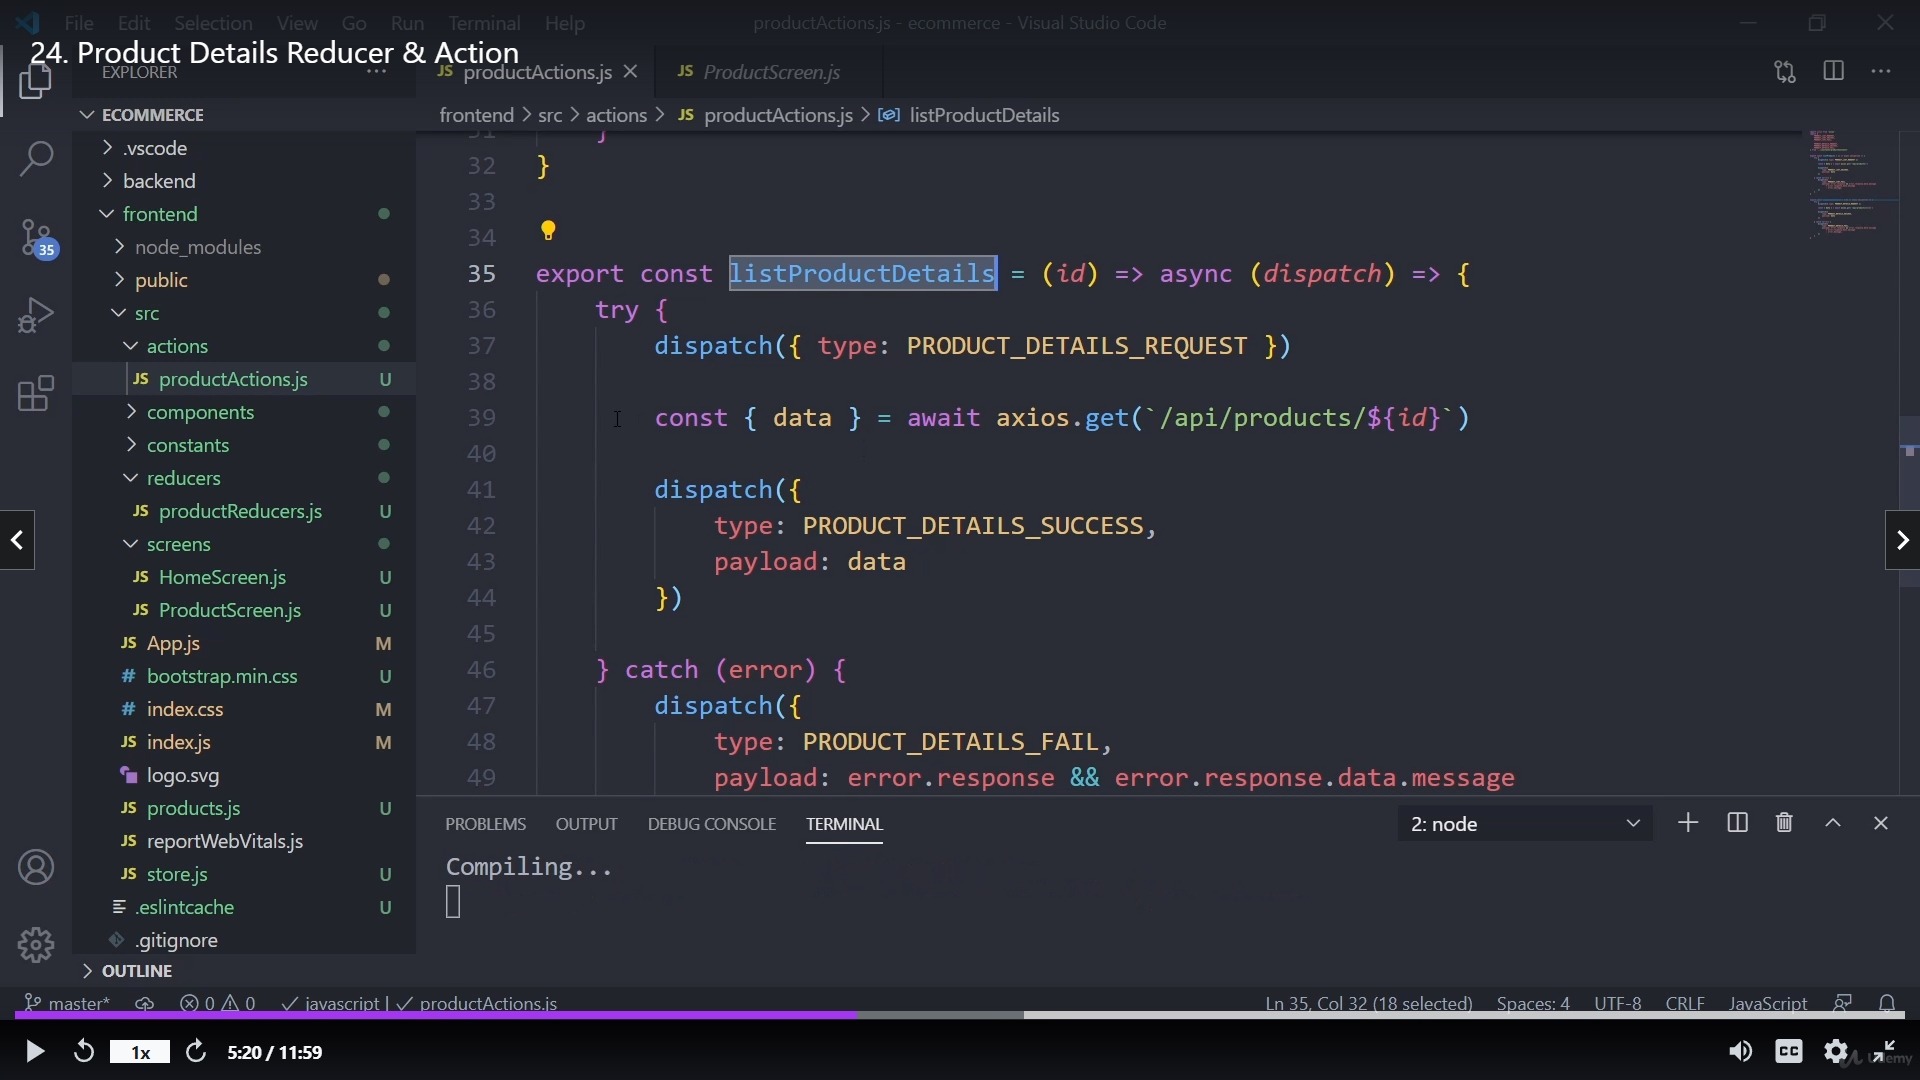 File Edit Selection View Go Run Terminal Help productActions.js - ecommerce - Visual Studio Code
24. Product Details Reducer & Action
EXPLORER ···
JS productActions.js JS ProductScreen.js
frontend > src > actions > JS productActions.js > listProductDetails
ECOMMERCE
.vscode
backend
frontend
node_modules
public
src
actions
JS productActions.js U
components
constants
reducers
JS productReducers.js U
screens
JS HomeScreen.js U
JS ProductScreen.js U
JS App.js M
# bootstrap.min.css U
# index.css M
JS index.js M
logo.svg
JS products.js U
JS reportWebVitals.js
JS store.js U
.eslintcache U
.gitignore
OUTLINE
35
31 }
32 }
33
34
35 export const listProductDetails = (id) => async (dispatch) => {
36 try {
37 dispatch({ type: PRODUCT_DETAILS_REQUEST })
38
39 const { data } = await axios.get(`/api/products/${id}`)
40
41 dispatch({
42 type: PRODUCT_DETAILS_SUCCESS,
43 payload: data
44 })
45
46 } catch (error) {
47 dispatch({
48 type: PRODUCT_DETAILS_FAIL,
49 payload: error.response && error.response.data.message
PROBLEMS OUTPUT DEBUG CONSOLE TERMINAL 2: node
Compiling...
master* 0 0 javascript | productActions.js Ln 35, Col 32 (18 selected) Spaces: 4 UTF-8 CRLF JavaScript
1x 5:20 / 11:59 CC Udemy